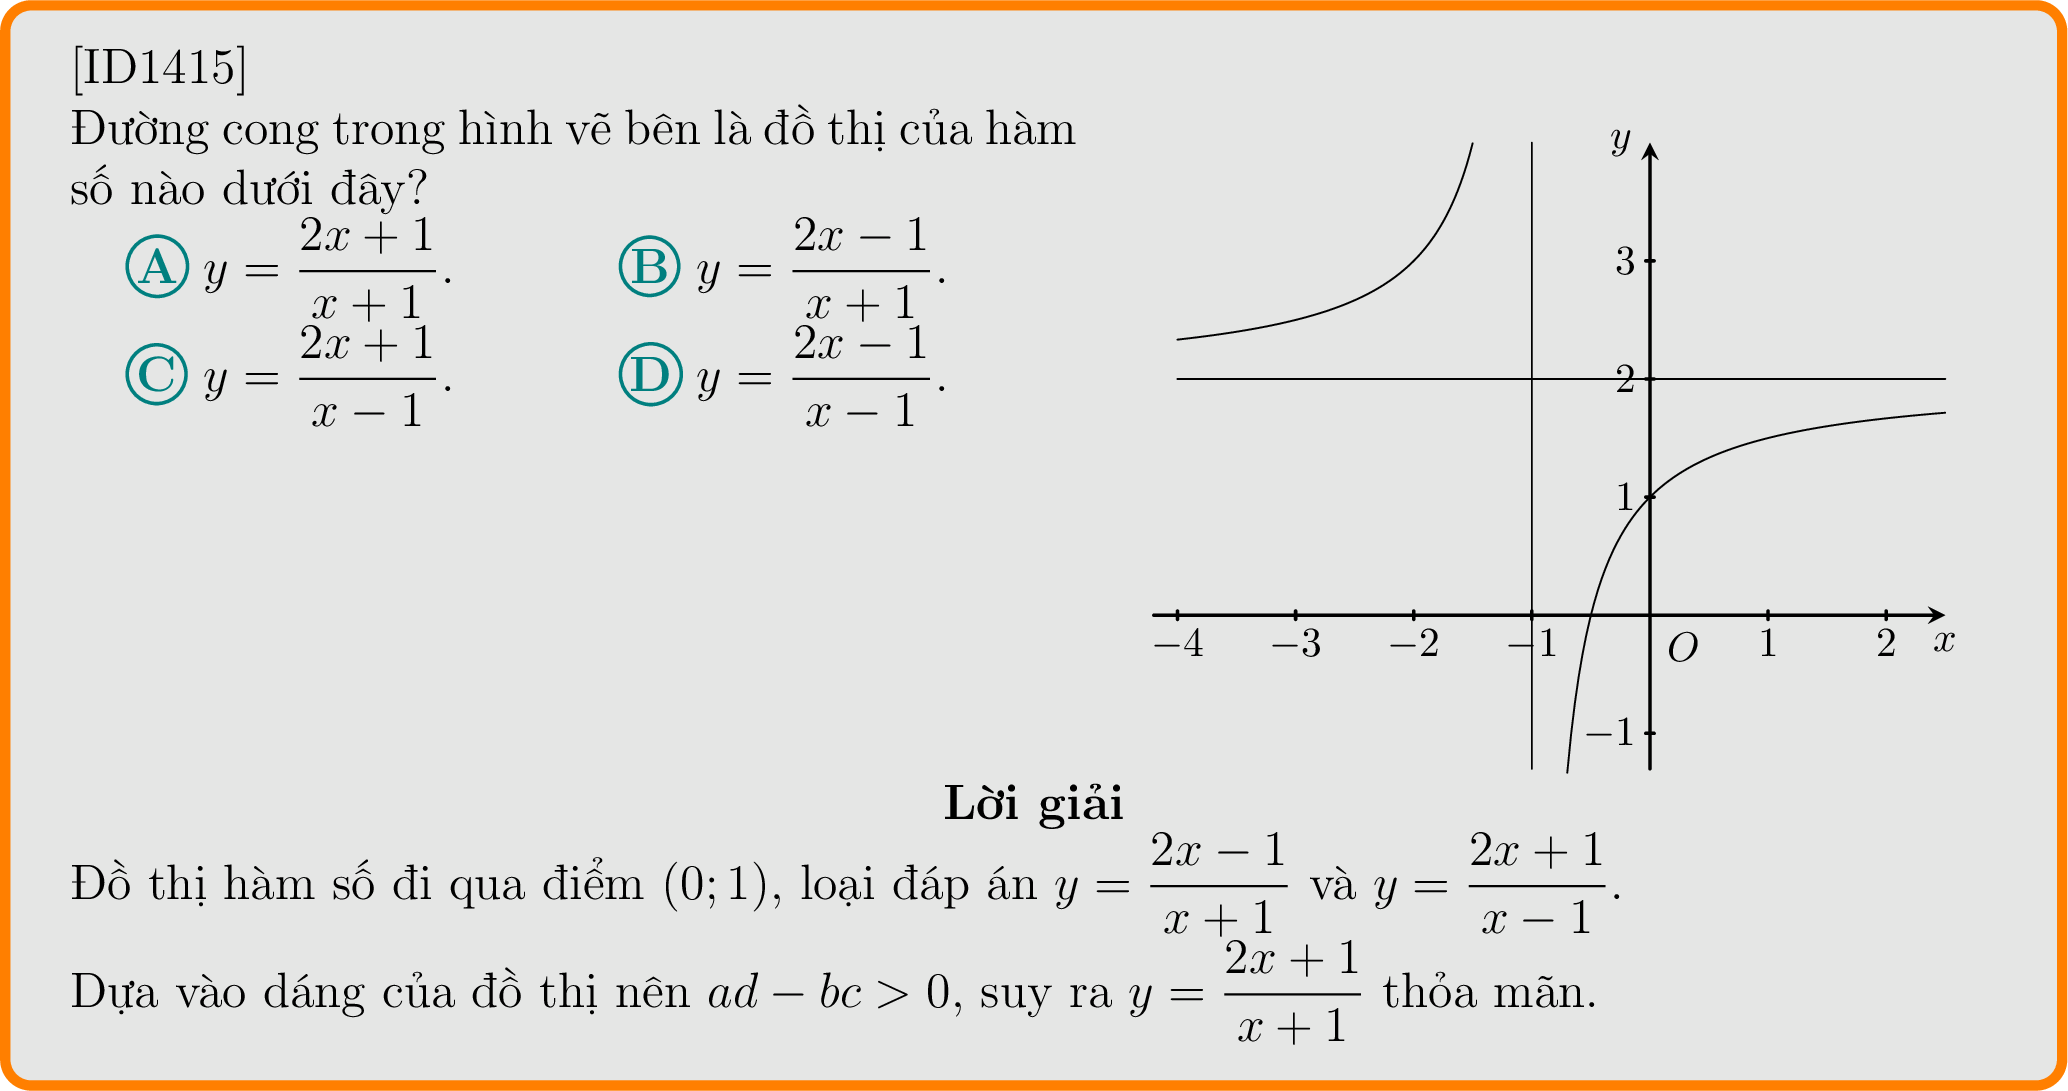 [ID1415]
Đường cong trong hình vẽ bên là đồ thị của hàm
số nào dưới đây?
A y = \frac{2x + 1}{x + 1}. B y = \frac{2x − 1}{x + 1}.
C y = \frac{2x + 1}{x − 1}. D y = \frac{2x − 1}{x − 1}.
y
3
2
1
−4 −3 −2 −1 O 1 2 x
−1
Lời giải
Đồ thị hàm số đi qua điểm (0; 1), loại đáp án y = \frac{2x − 1}{x + 1} và y = \frac{2x + 1}{x − 1}.
Dựa vào dáng của đồ thị nên ad − bc > 0, suy ra y = \frac{2x + 1}{x + 1} thỏa mãn.